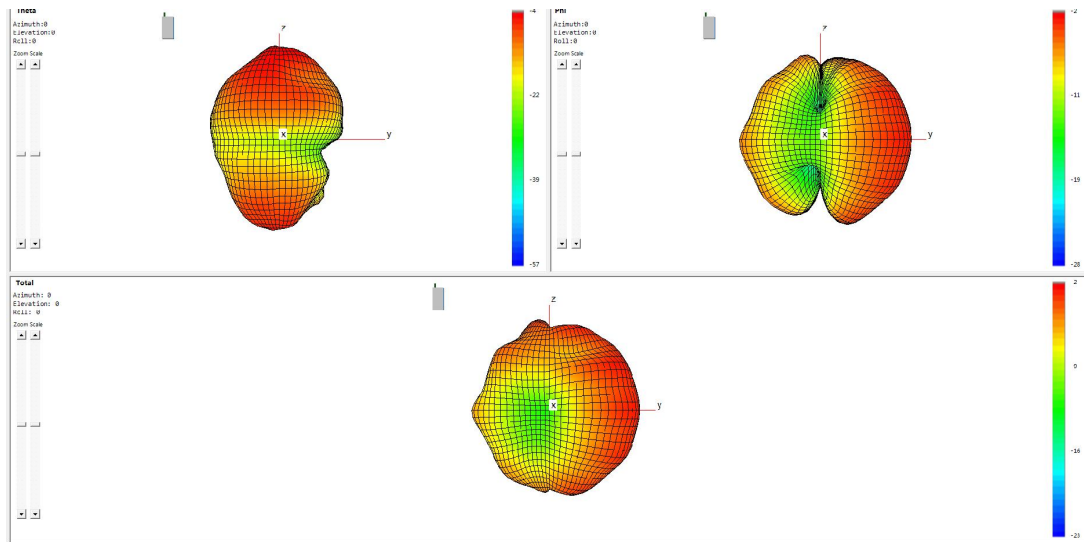 Theta
Azimuth:0
Elevation:0
Roll:0
Zoom Scale
z
x
y
-4
-22
-39
-57
Phi
Azimuth:0
Elevation:0
Roll:0
Zoom Scale
z
x
y
-2
-11
-19
-28
Total
Azimuth: 0
Elevation: 0
Roll: 0
Zoom Scale
z
x
y
2
-16